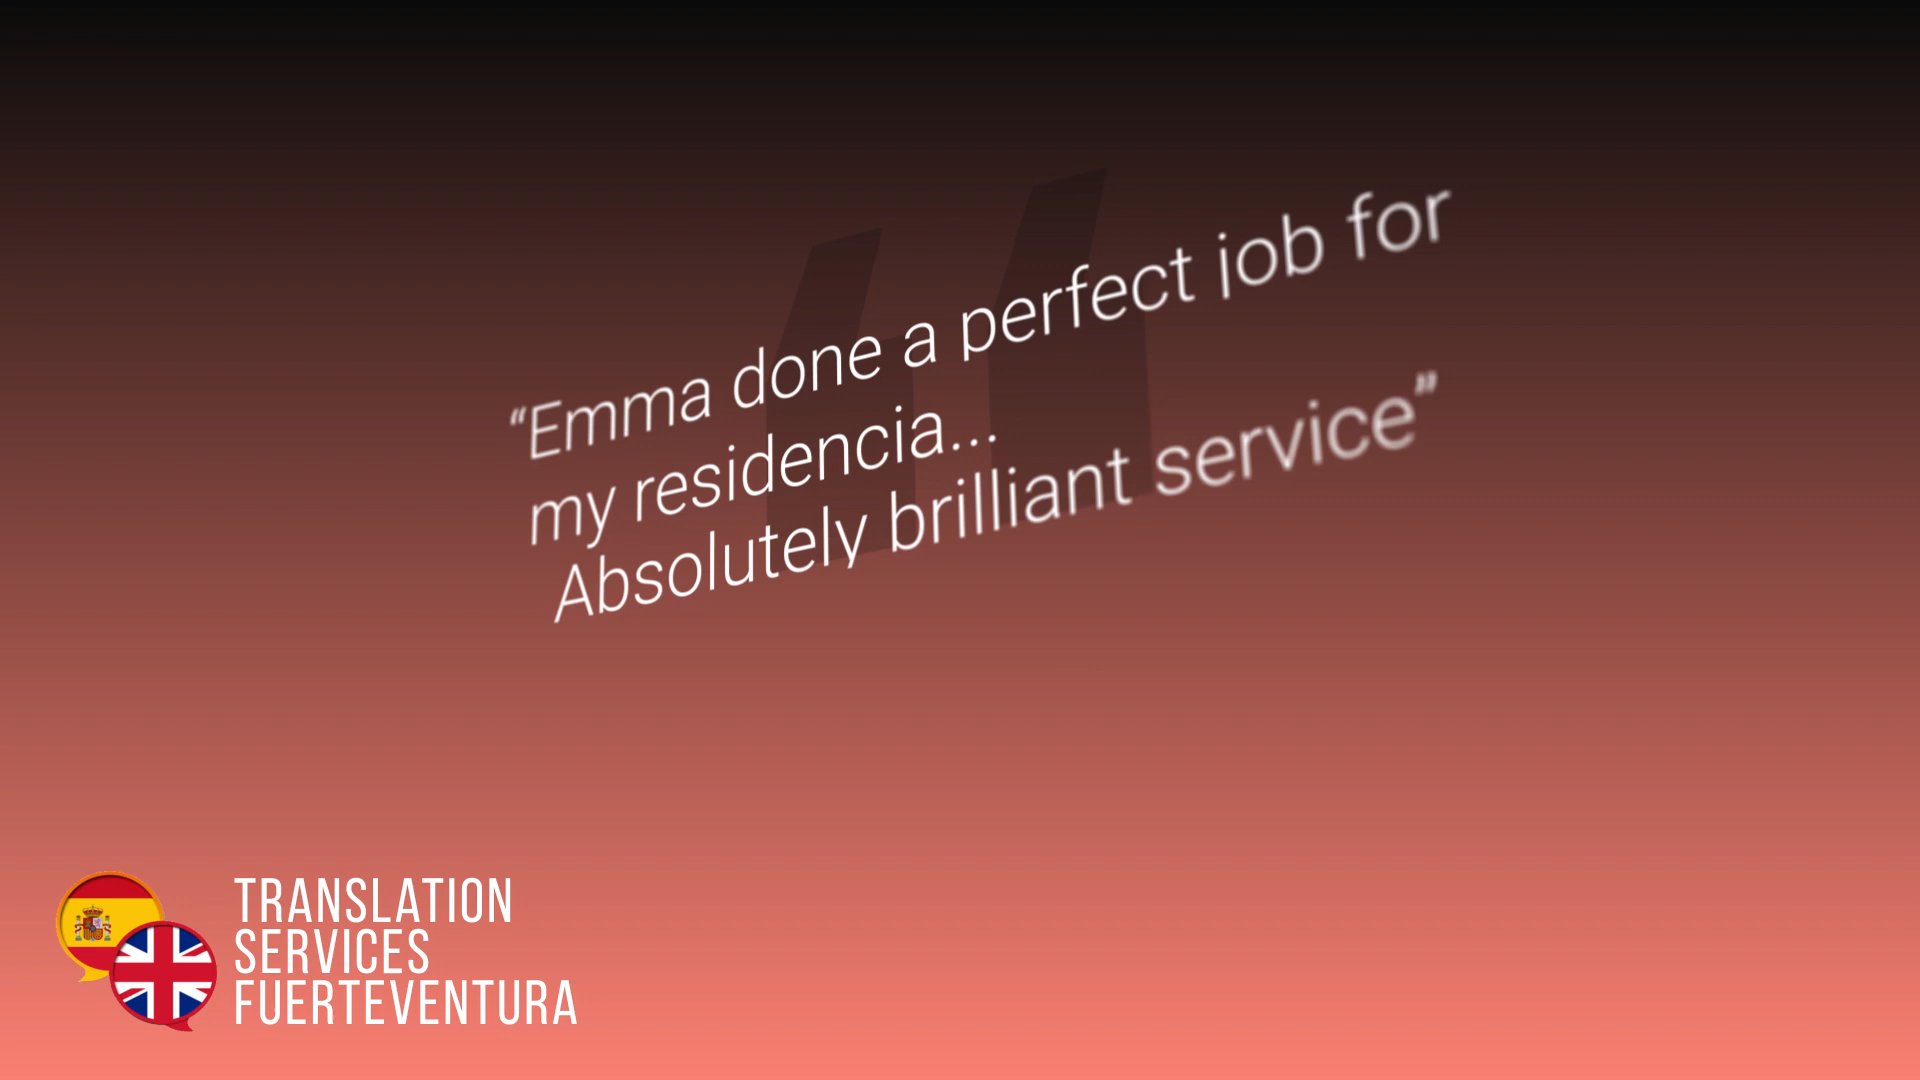 “Emma done a perfect job for
my residencia...
Absolutely brilliant service”
TRANSLATION
SERVICES
FUERTEVENTURA